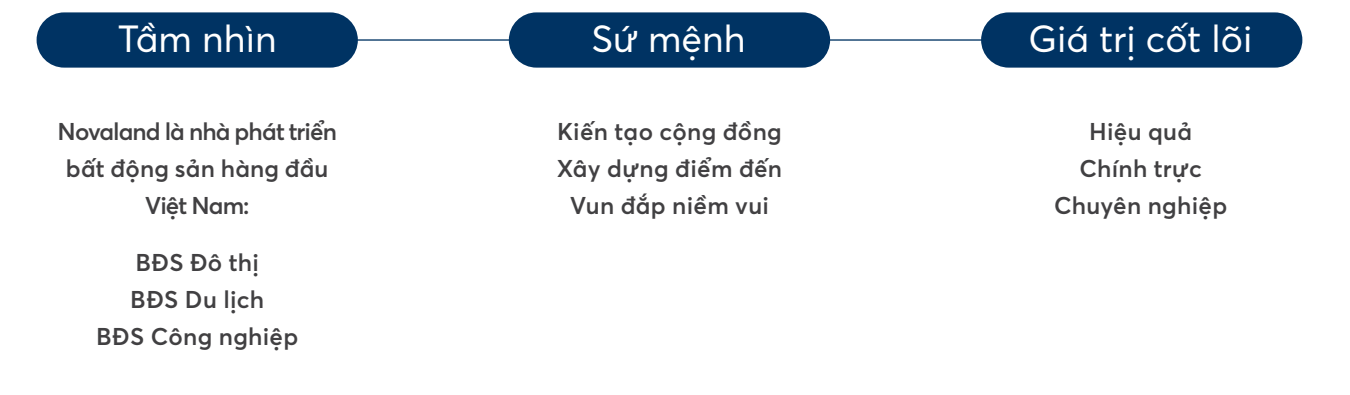 Tầm nhìn
Novaland là nhà phát triển
bất động sản hàng đầu
Việt Nam:
BĐS Đô thị
BĐS Du lịch
BĐS Công nghiệp
Sứ mệnh
Kiến tạo cộng đồng
Xây dựng điểm đến
Vun đắp niềm vui
Giá trị cốt lõi
Hiệu quả
Chính trực
Chuyên nghiệp